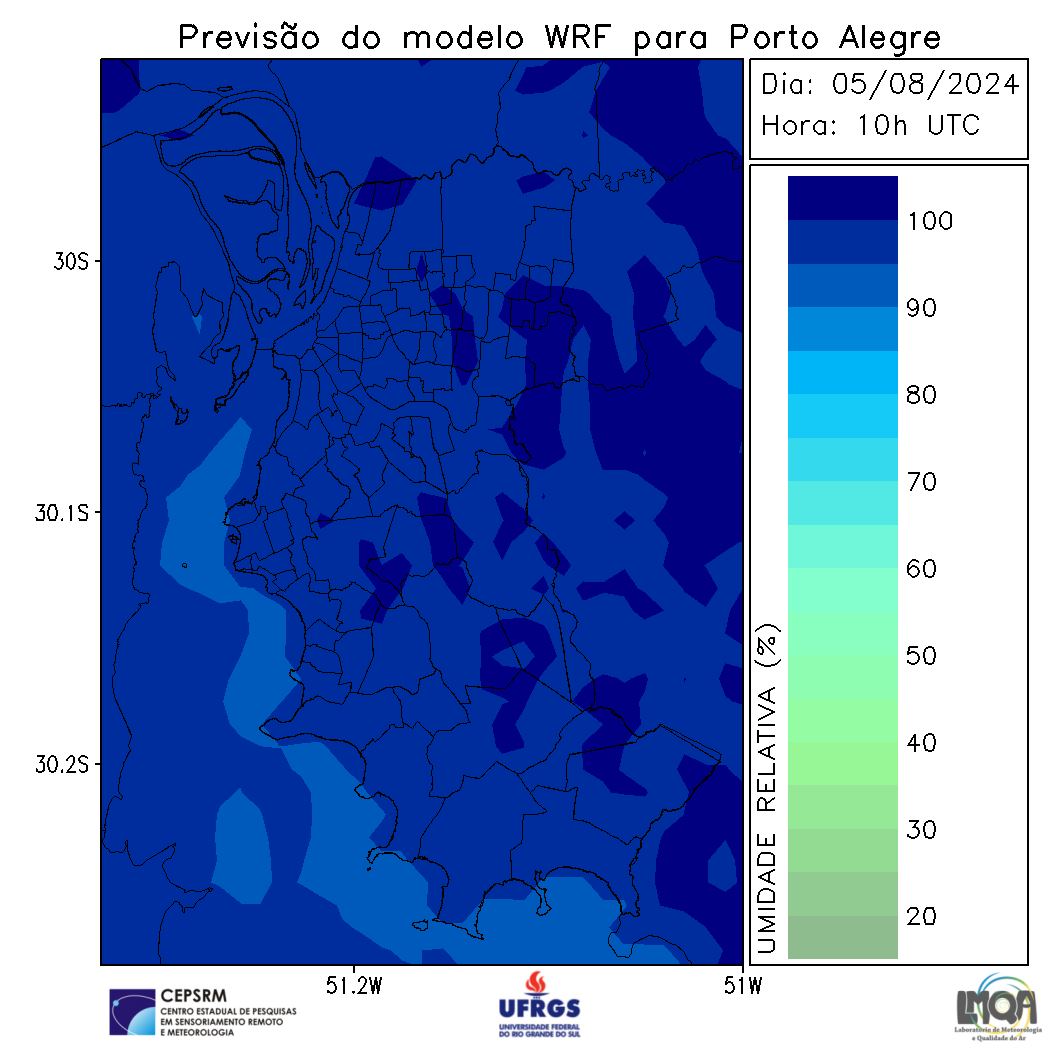 Previsão do modelo WRF para Porto Alegre
Dia: 05/08/2024
Hora: 10h UTC
30S
30.1S
30.2S
51.2W
51W
UMIDADE RELATIVA (%)
100
90
80
70
60
50
40
30
20
CEPSRM
CENTRO ESTADUAL DE PESQUISAS
EM SENSORIAMENTO REMOTO
E METEOROLOGIA
UFRGS
UNIVERSIDADE FEDERAL
DO RIO GRANDE DO SUL
LMQA
Laboratório de Meteorologia
e Qualidade do Ar